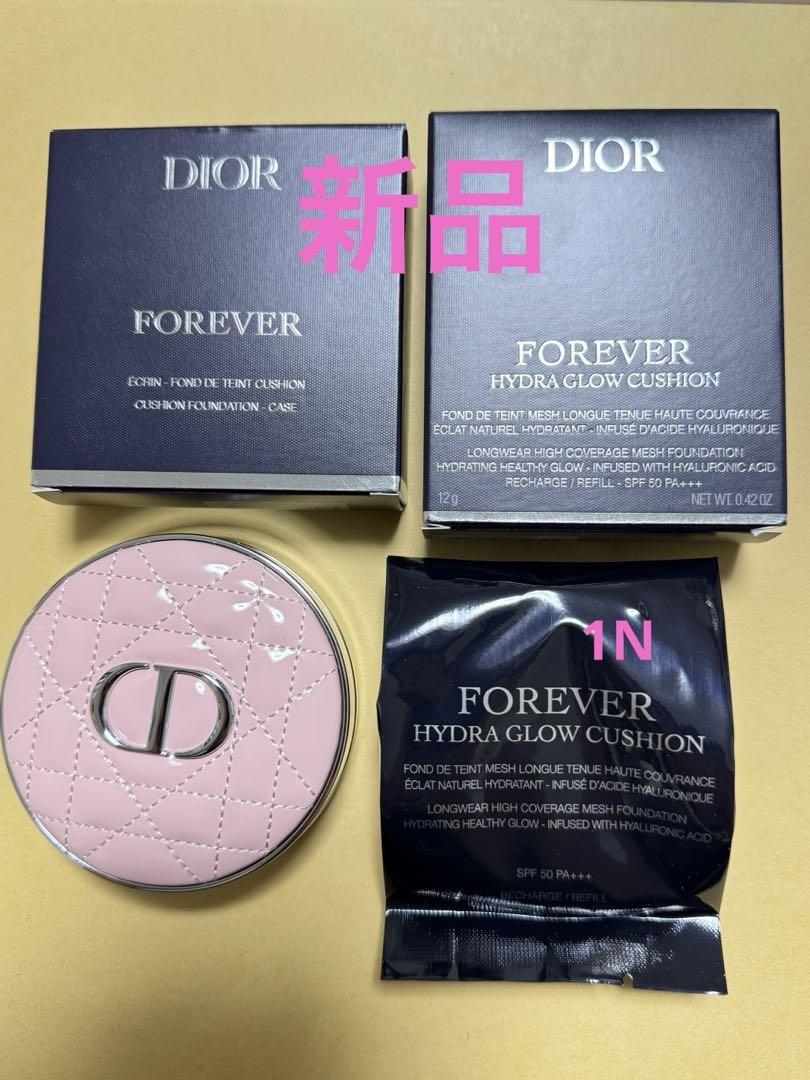 DIOR
FOREVER
ÉCRIN - FOND DE TEINT CUSHION
CUSHION FOUNDATION - CASE
新品
DIOR
FOREVER
HYDRA GLOW CUSHION
FOND DE TEINT MESH LONGUE TENUE HAUTE COUVRANCE
ÉCLAT NATUREL HYDRATANT - INFUSÉ D'ACIDE HYALURONIQUE
LONGWEAR HIGH COVERAGE MESH FOUNDATION
HYDRATING HEALTHY GLOW - INFUSED WITH HYALURONIC ACID
RECHARGE / REFILL - SPF 50 PA+++
12 g NET WT. 0.42 OZ
CD
1N
FOREVER
HYDRA GLOW CUSHION
FOND DE TEINT MESH LONGUE TENUE HAUTE COUVRANCE
ÉCLAT NATUREL HYDRATANT - INFUSÉ D'ACIDE HYALURONIQUE
LONGWEAR HIGH COVERAGE MESH FOUNDATION
HYDRATING HEALTHY GLOW - INFUSED WITH HYALURONIC ACID
SPF 50 PA+++
RECHARGE / REFILL